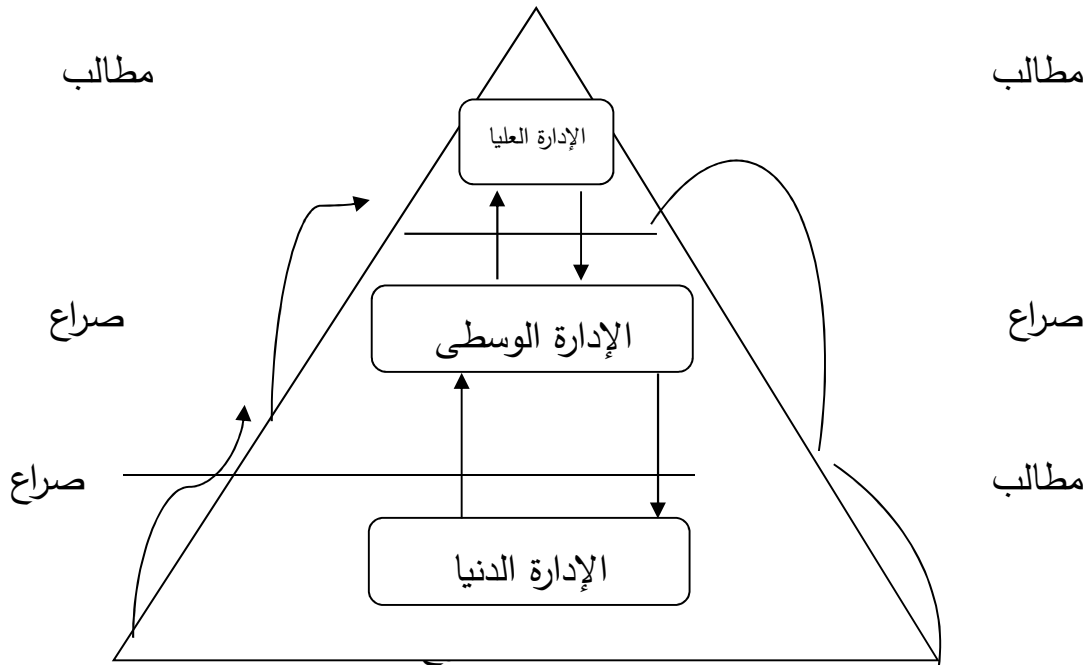 مطالب
مطالب
الإدارة العليا
صراع
صراع
الإدارة الوسطى
مطالب
صراع
الإدارة الدنيا